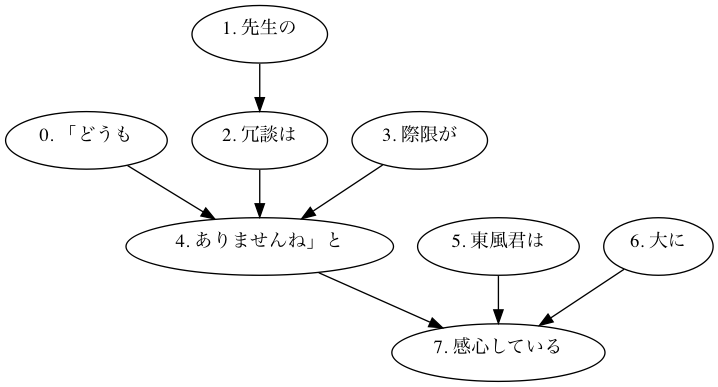 1. 先生の
0. 「どうも
2. 冗談は
3. 際限が
4. ありませんね」と
5. 東風君は
6. 大に
7. 感心している